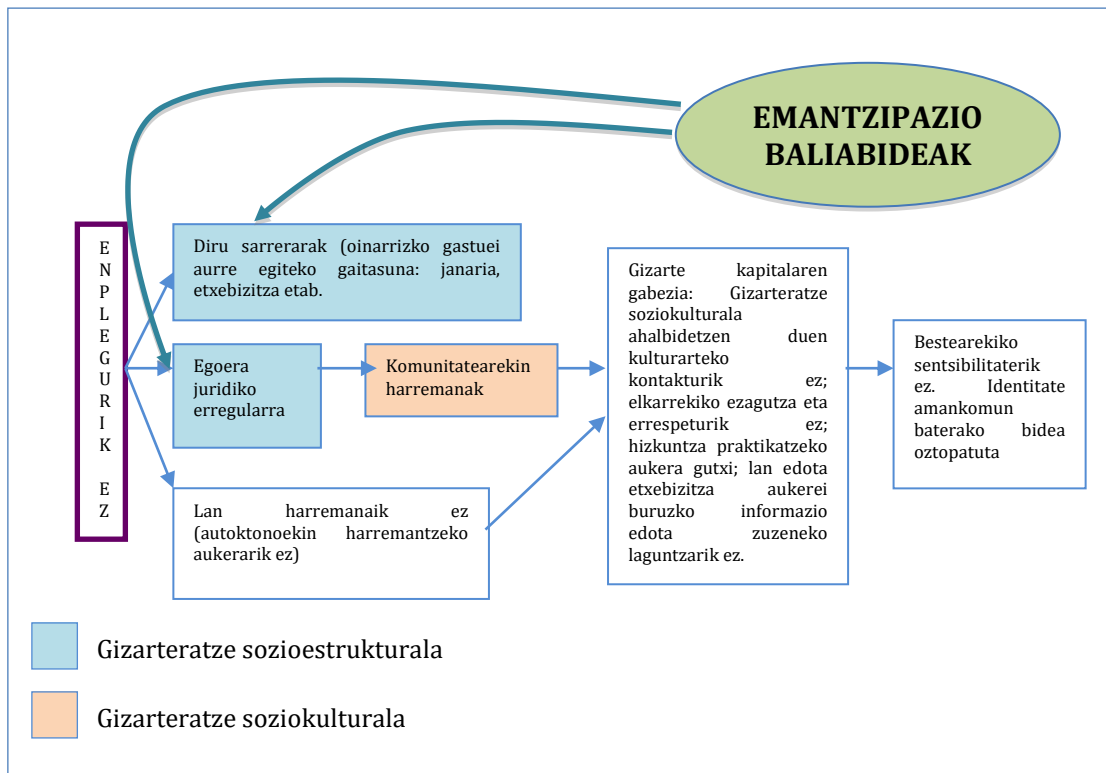 EMANTZIPAZIO
BALIABIDEAK
E
N
P
L
E
G
U
R
I
K
E
Z
Diru sarrerarak (oinarrizko gastuei
aurre egiteko gaitasuna: janaria,
etxebizitza etab.
Egoera
juridiko
erregularra
Komunitatearekin
harremanak
Lan harremanaik ez
(autoktonoekin harremantzeko
aukerarik ez)
Gizarte kapitalaren
gabezia: Gizarteratze
soziokulturala
ahalbidetzen duen
kulturarteko
kontakturik ez;
elkarrekiko ezagutza eta
errespeturik ez;
hizkuntza praktikatzeko
aukera gutxi; lan edota
etxebizitza aukerei
buruzko informazio
edota zuzeneko
laguntzarik ez.
Bestearekiko
sentsibilitaterik
ez. Identitate
amankomun
baterako bidea
oztopatuta
Gizarteratze sozioestrukturala
Gizarteratze soziokulturala